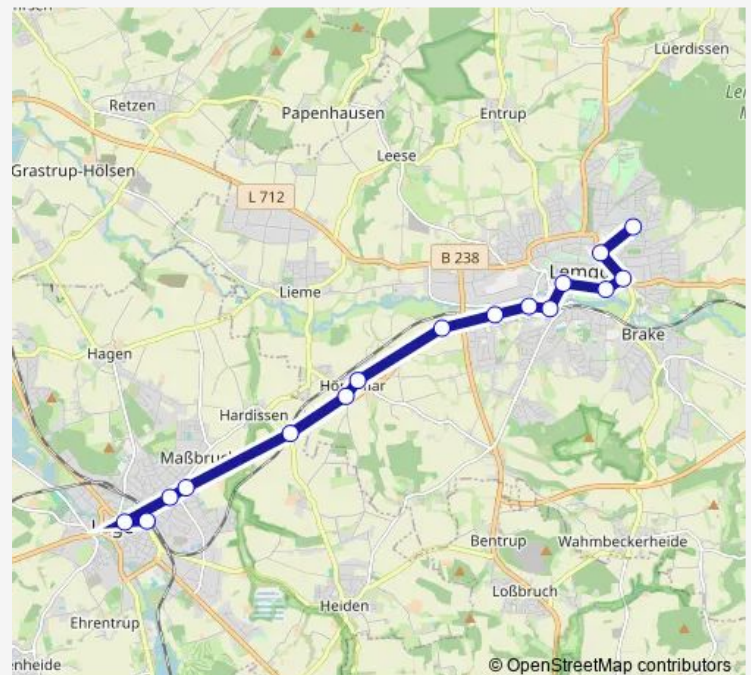 Lüerdissen
Retzen
Papenhausen
Entrup
Leese
Grastrup-Hölsen
L 712
B 238
Lieme
Brake
Hagen
Hardissen
Bentrup
Wahmbeckerheide
Loßbruch
Heiden
Ehrentrup
© OpenStreetMap contributors